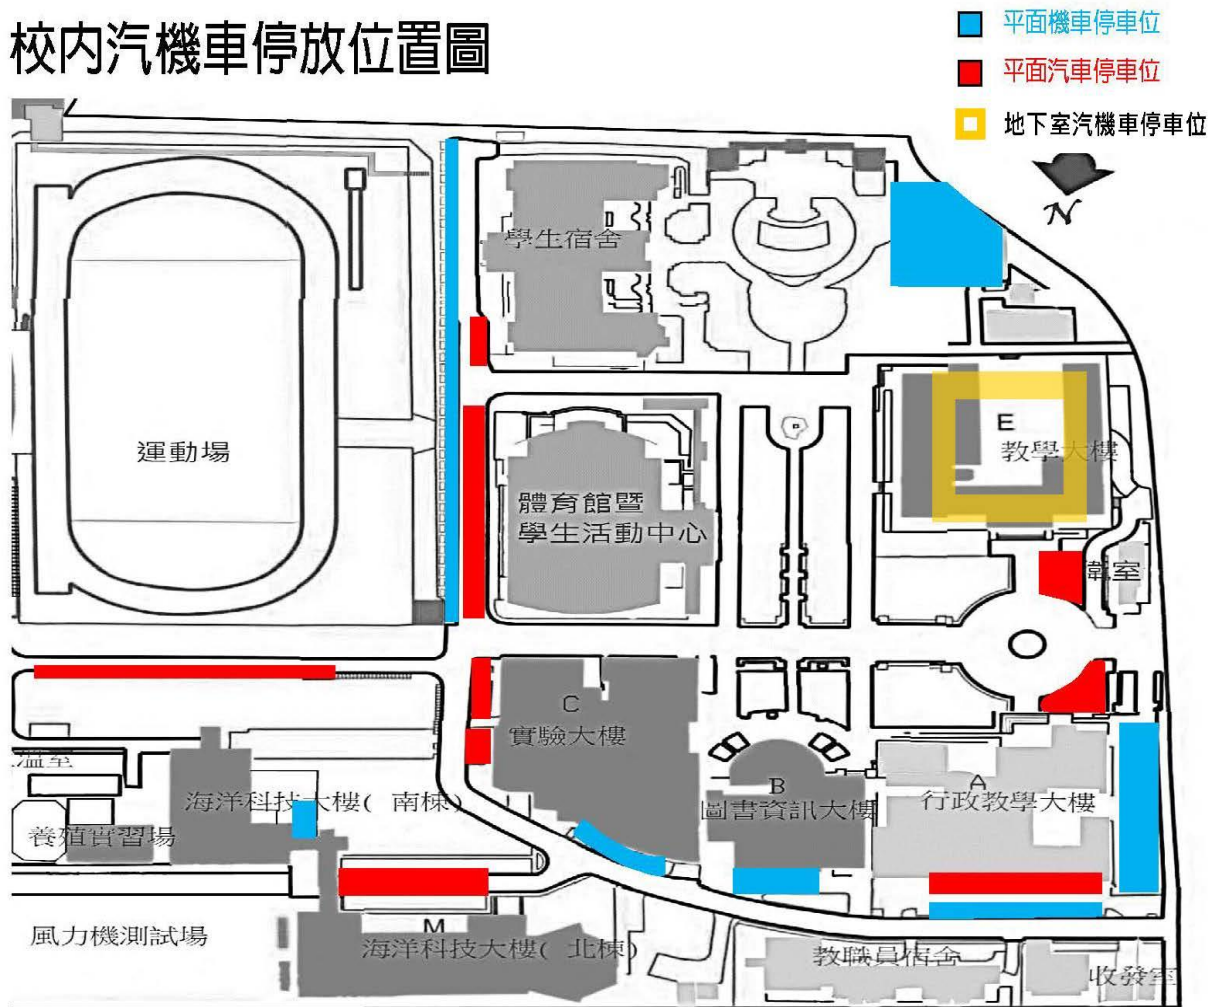 校內汽機車停放位置圖
平面機車停車位
平面汽車停車位
地下室汽機車停車位
N
學生宿舍
運動場
E
教學大樓
體育館暨
學生活動中心
衛室
C
實驗大樓
B
圖書資訊大樓
A
行政教學大樓
溫室
海洋科技大樓( 南棟)
養殖實習場
M
海洋科技大樓( 北棟)
風力機測試場
教職員宿舍
收發室